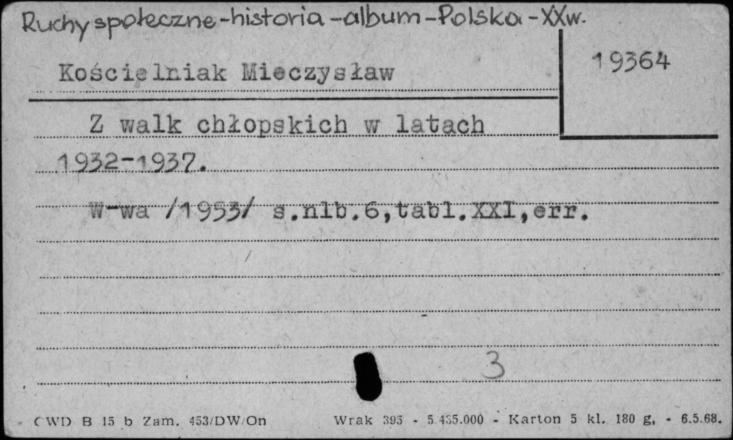 Ruchy społeczne-historia-album-Polska-XXw.
Kościelniak Mieczysław
19364
Z walk chłopskich w latach
1932-1937.
W-wa /1953/ s.nlb.6,tabl.XXI,err.
3
CWD B 15 b Zam. 453/DW/On Wrak 395 - 5.435.000 - Karton 5 kl. 180 g. - 6.5.68.